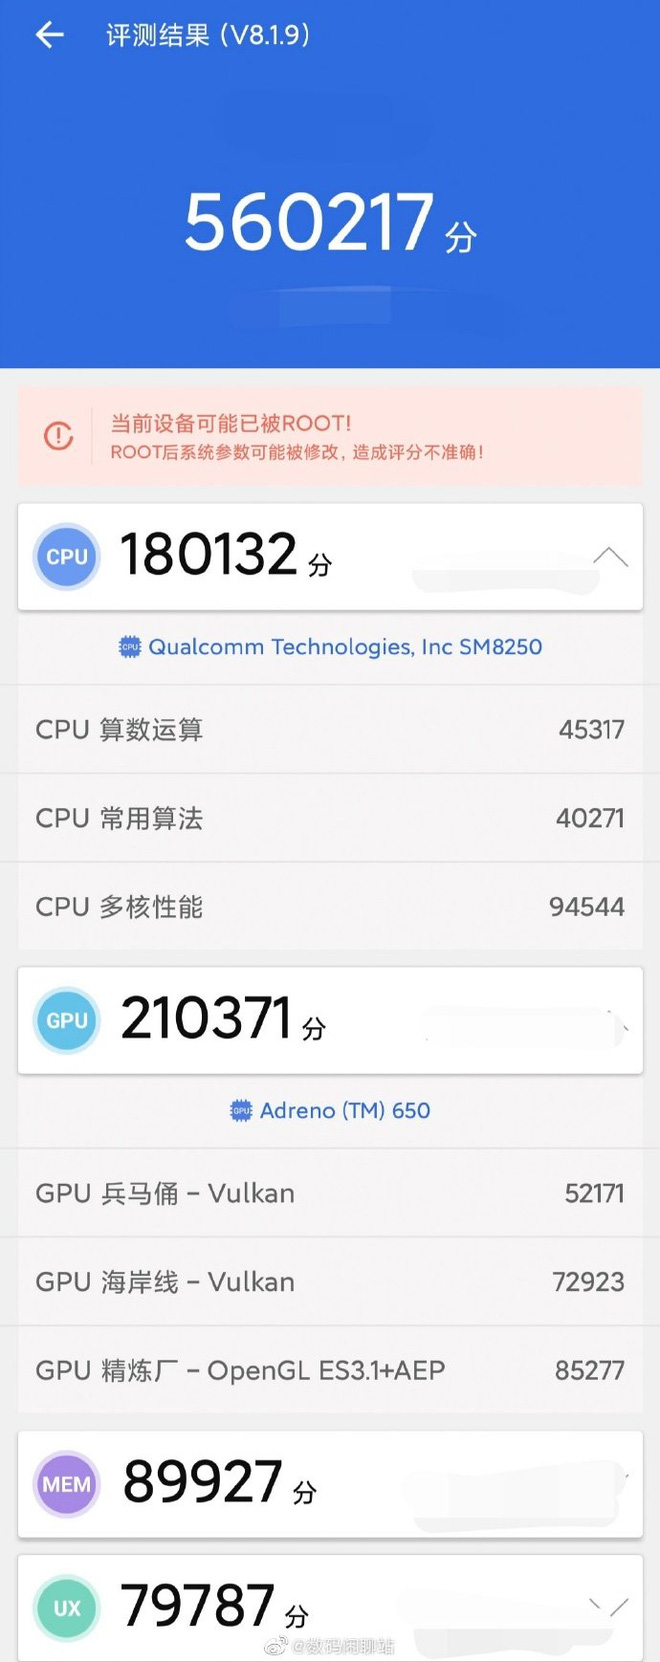 评测结果 (V8.1.9)
560217 分
当前设备可能已被ROOT!
ROOT后系统参数可能被修改, 造成评分不准确!
CPU 180132 分
CPU Qualcomm Technologies, Inc SM8250
CPU 算数运算 45317
CPU 常用算法 40271
CPU 多核性能 94544
GPU 210371 分
GPU Adreno (TM) 650
GPU 兵马俑 – Vulkan 52171
GPU 海岸线 – Vulkan 72923
GPU 精炼厂 – OpenGL ES3.1+AEP 85277
MEM 89927 分
UX 79787 分
@数码闲聊站